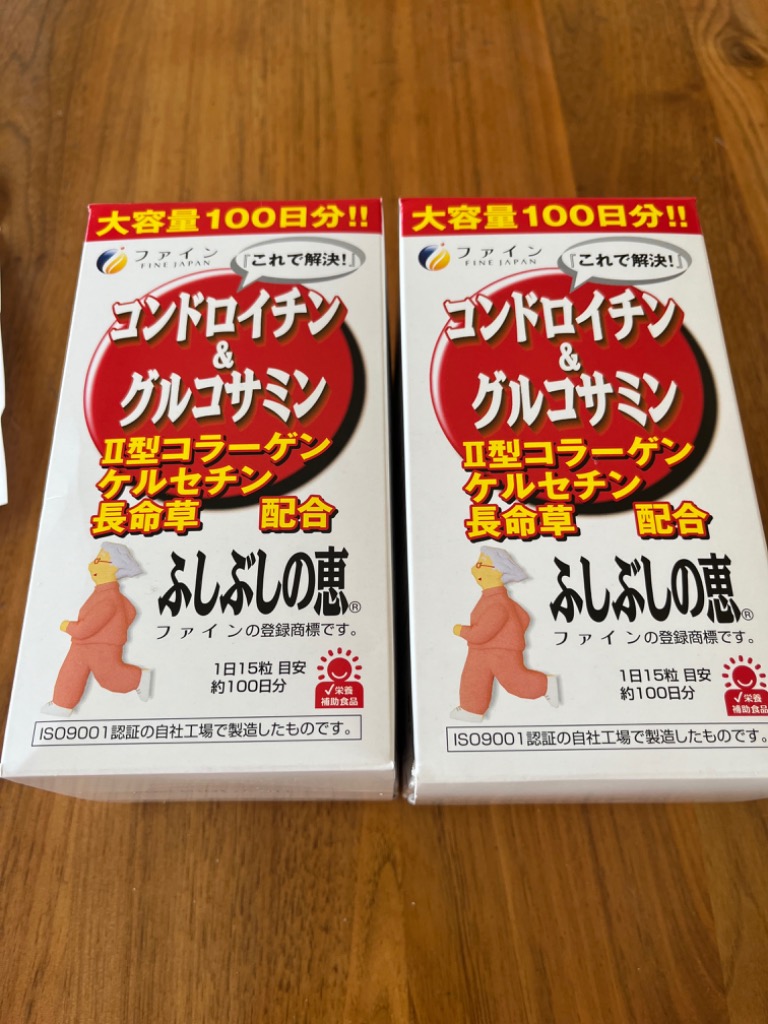 大容量100日分!!
ファイン
FINE JAPAN
『これで解決!』
コンドロイチン
&
グルコサミン
II型コラーゲン
ケルセチン
長命草 配合
ふしぶしの恵®
ファインの登録商標です。
1日15粒 目安
約100日分
✓栄養
補助食品
ISO9001認証の自社工場で製造したものです。
大容量100日分!!
ファイン
FINE JAPAN
『これで解決!』
コンドロイチン
&
グルコサミン
II型コラーゲン
ケルセチン
長命草 配合
ふしぶしの恵®
ファインの登録商標です。
1日15粒 目安
約100日分
✓栄養
補助食品
ISO9001認証の自社工場で製造したものです。